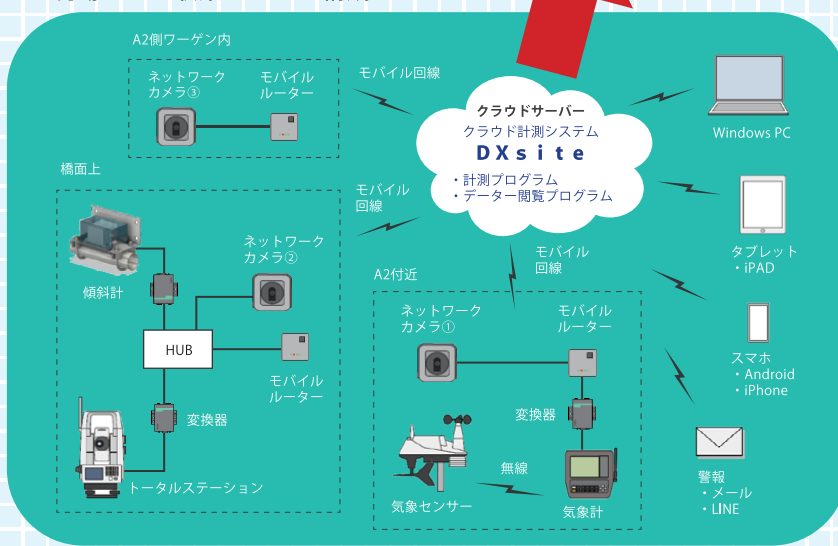 A2側ワーゲン内
ネットワーク
カメラ③
モバイル
ルーター
モバイル回線
クラウドサーバー
クラウド計測システム
DXsite
・計測プログラム
・データー閲覧プログラム
Windows PC
橋面上
モバイル
回線
ネットワーク
カメラ②
傾斜計
HUB
モバイル
ルーター
変換器
トータルステーション
モバイル
回線
A2付近
ネットワーク
カメラ①
モバイル
ルーター
変換器
無線
気象センサー
気象計
タブレット
・iPAD
スマホ
・Android
・iPhone
警報
・メール
・LINE